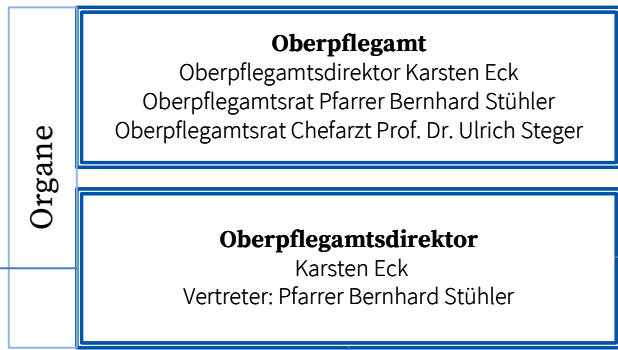 Organe
Oberpflegamt
Oberpflegamtsdirektor Karsten Eck
Oberpflegamtsrat Pfarrer Bernhard Stühler
Oberpflegamtsrat Chefarzt Prof. Dr. Ulrich Steger
Oberpflegamtsdirektor
Karsten Eck
Vertreter: Pfarrer Bernhard Stühler